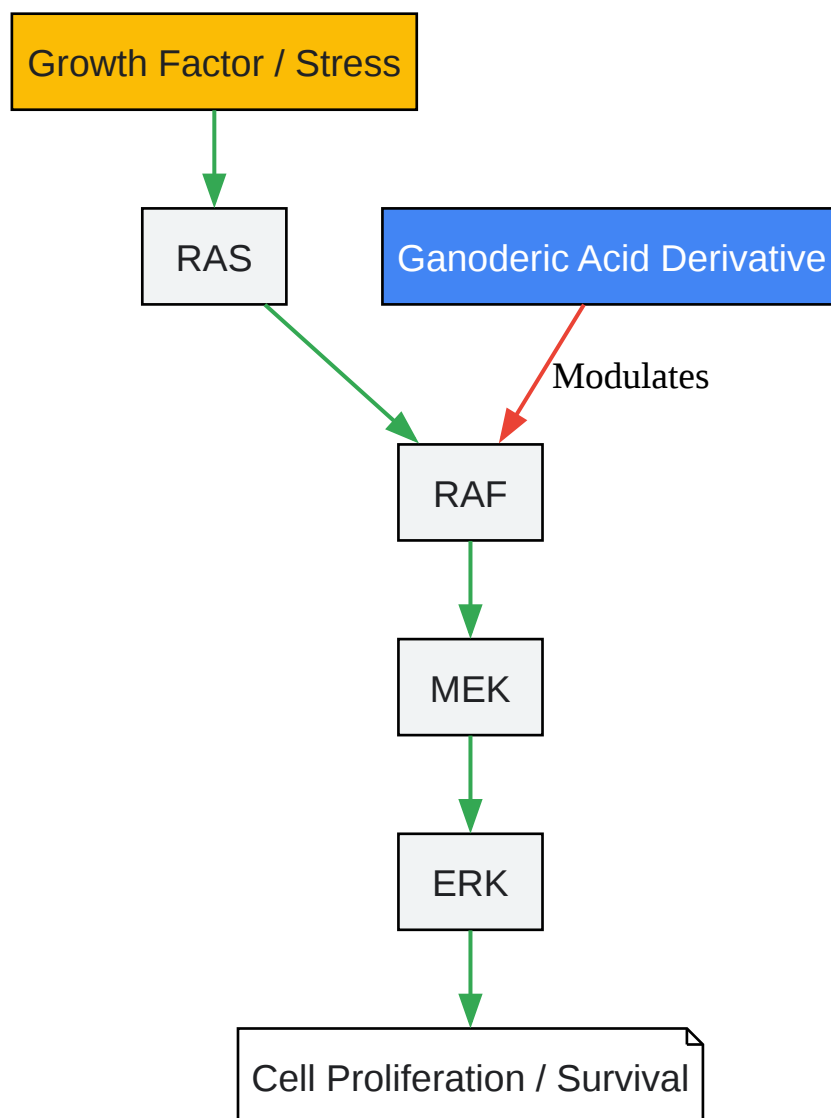 Growth Factor / Stress
RAS
Ganoderic Acid Derivative
Modulates
RAF
MEK
ERK
Cell Proliferation / Survival